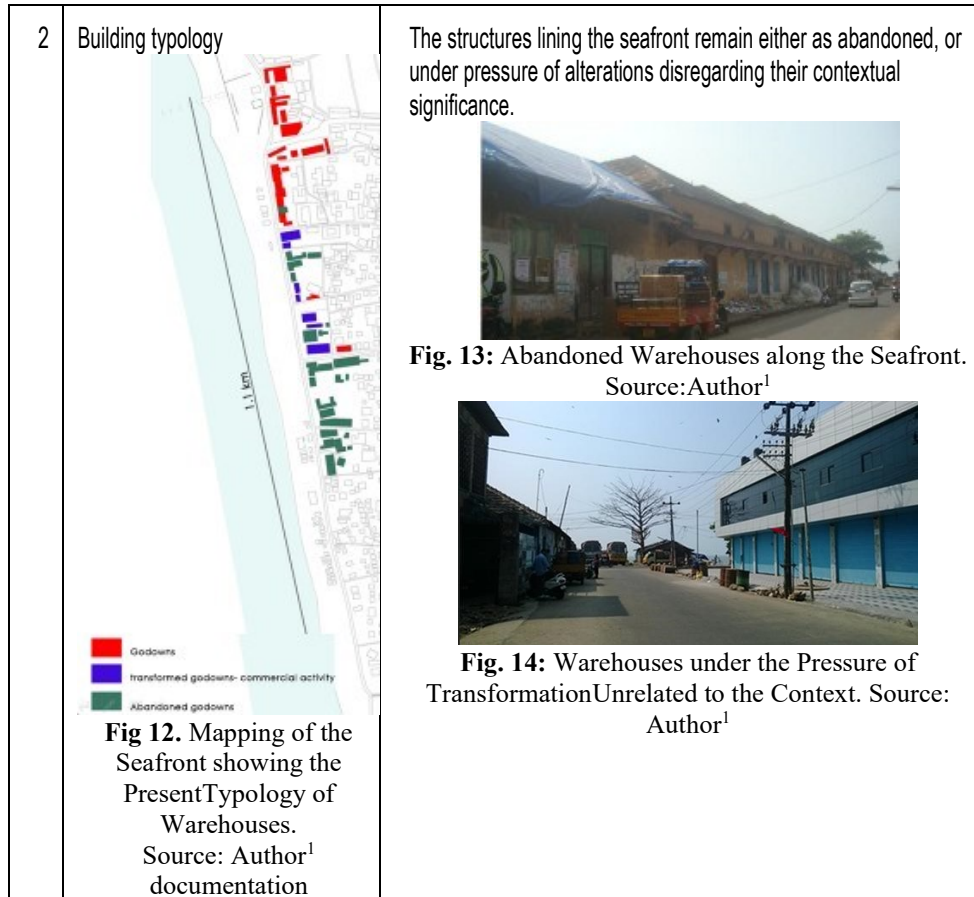 2
Building typology
1.1 km
Godowns
transformed godowns- commercial activity
Abandoned godowns
Fig 12. Mapping of the
Seafront showing the
PresentTypology of
Warehouses.
Source: Author1
documentation
The structures lining the seafront remain either as abandoned, or
under pressure of alterations disregarding their contextual
significance.
Fig. 13: Abandoned Warehouses along the Seafront.
Source:Author1
Fig. 14: Warehouses under the Pressure of
TransformationUnrelated to the Context. Source:
Author1